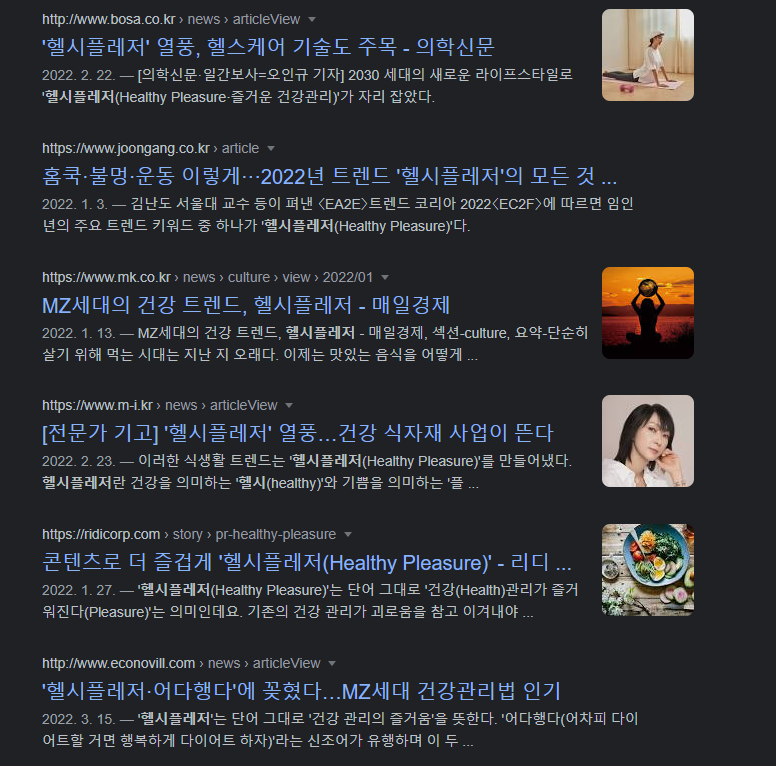 http://www.bosa.co.kr › news › articleView
'헬시플레저' 열풍, 헬스케어 기술도 주목 - 의학신문
2022. 2. 22. — [의학신문·일간보사=오인규 기자] 2030 세대의 새로운 라이프스타일로
'헬시플레저(Healthy Pleasure·즐거운 건강관리)'가 자리 잡았다.
https://www.joongang.co.kr › article
홈쿡·불멍·운동 이렇게…2022년 트렌드 '헬시플레저'의 모든 것 ...
2022. 1. 3. — 김난도 서울대 교수 등이 펴낸 〈EA2E〉트렌드 코리아 2022〈EC2F〉에 따르면 임인
년의 주요 트렌드 키워드 중 하나가 '헬시플레저(Healthy Pleasure)'다.
https://www.mk.co.kr › news › culture › view › 2022/01
MZ세대의 건강 트렌드, 헬시플레저 - 매일경제
2022. 1. 13. — MZ세대의 건강 트렌드, 헬시플레저 - 매일경제, 섹션-culture, 요약-단순히
살기 위해 먹는 시대는 지난 지 오래다. 이제는 맛있는 음식을 어떻게 ...
https://www.m-i.kr › news › articleView
[전문가 기고] '헬시플레저' 열풍…건강 식자재 사업이 뜬다
2022. 2. 23. — 이러한 식생활 트렌드는 '헬시플레저(Healthy Pleasure)'를 만들어냈다.
헬시플레저란 건강을 의미하는 '헬시(healthy)'와 기쁨을 의미하는 '플 ...
https://ridicorp.com › story › pr-healthy-pleasure
콘텐츠로 더 즐겁게 '헬시플레저(Healthy Pleasure)' - 리디 ...
2022. 1. 27. — '헬시플레저(Healthy Pleasure)'는 단어 그대로 '건강(Health)관리가 즐거
워진다(Pleasure)'는 의미인데요. 기존의 건강 관리가 괴로움을 참고 이겨내야 ...
http://www.econovill.com › news › articleView
'헬시플레저·어다행다'에 꽂혔다…MZ세대 건강관리법 인기
2022. 3. 15. — '헬시플레저'는 단어 그대로 '건강 관리의 즐거움'을 뜻한다. '어다행다(어차피 다이
어트할 거면 행복하게 다이어트 하자)'라는 신조어가 유행하며 이 두 ...